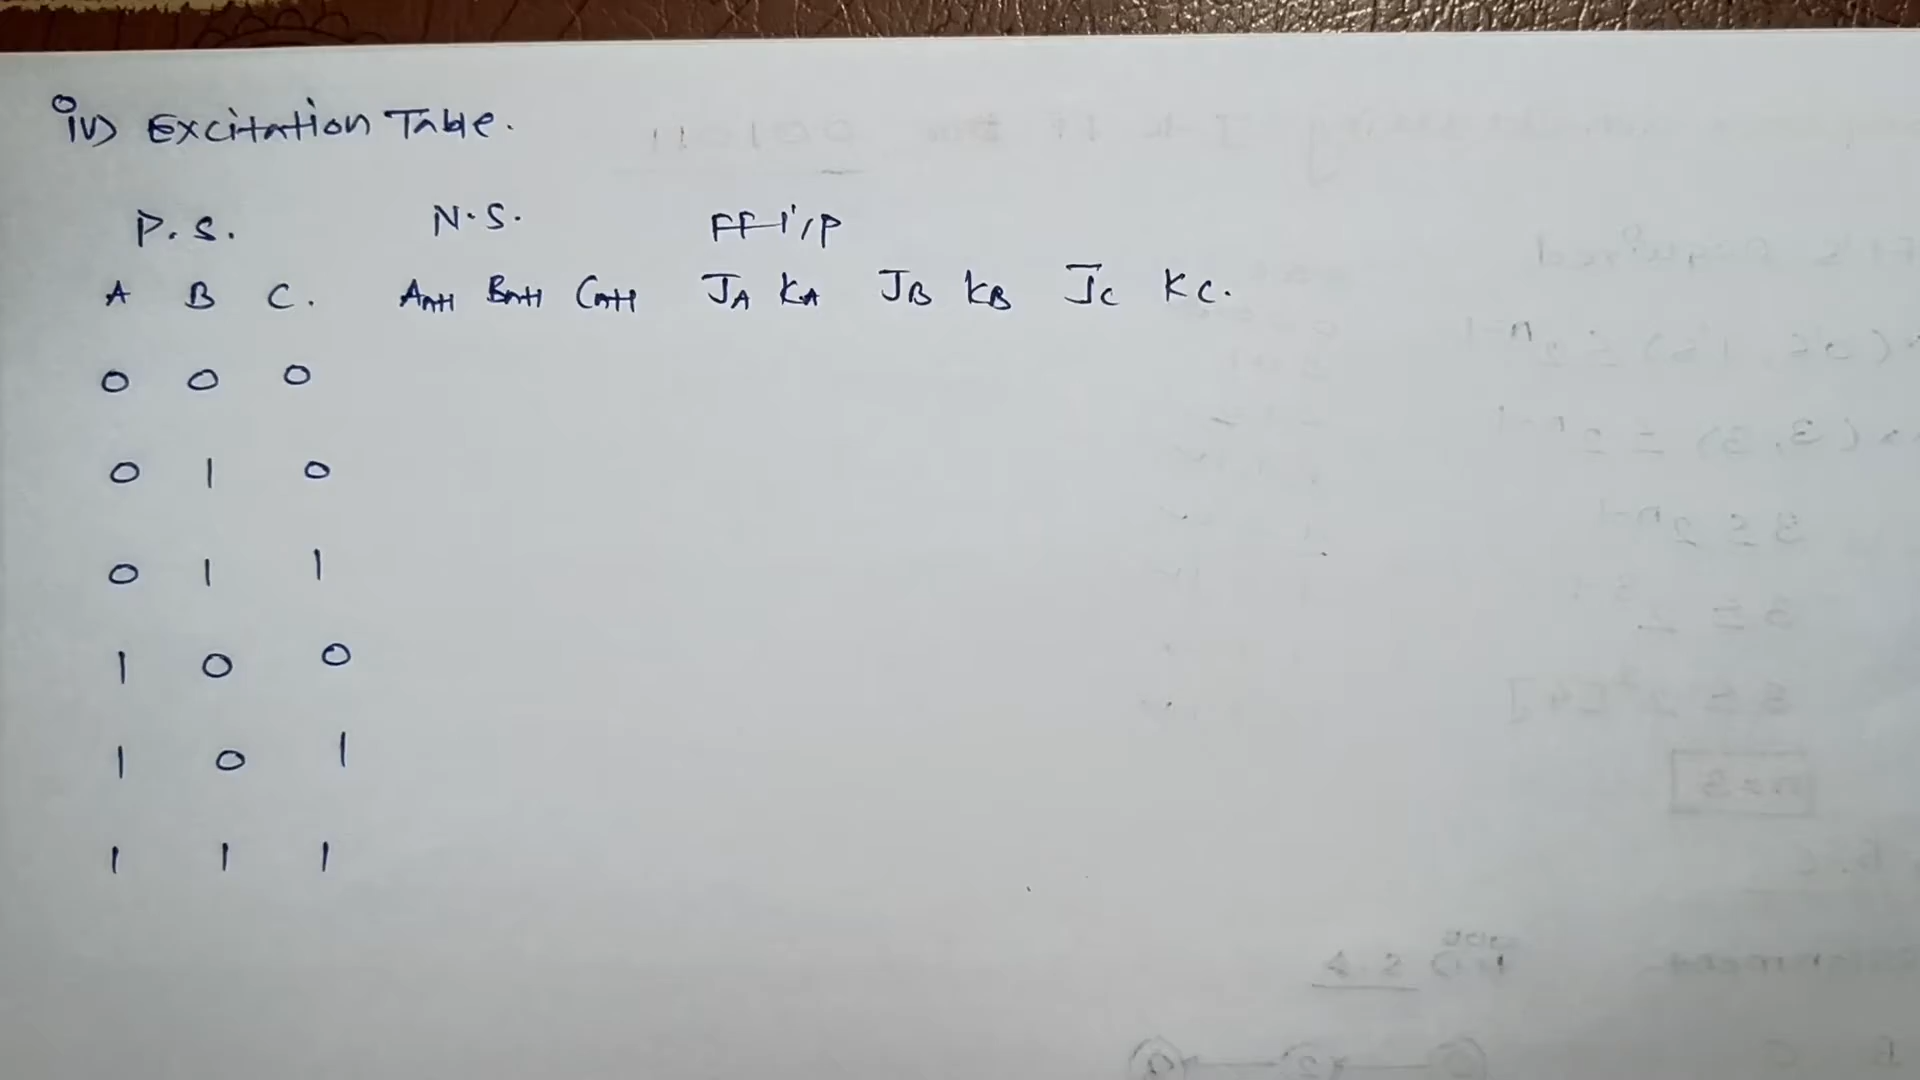 iv) Excitation Table.
P.S. N.S. FF i/p
A B C. An+1 Bn+1 Cn+1 JA KA JB KB JC KC.
0 0 0
0 1 0
0 1 1
1 0 0
1 0 1
1 1 1